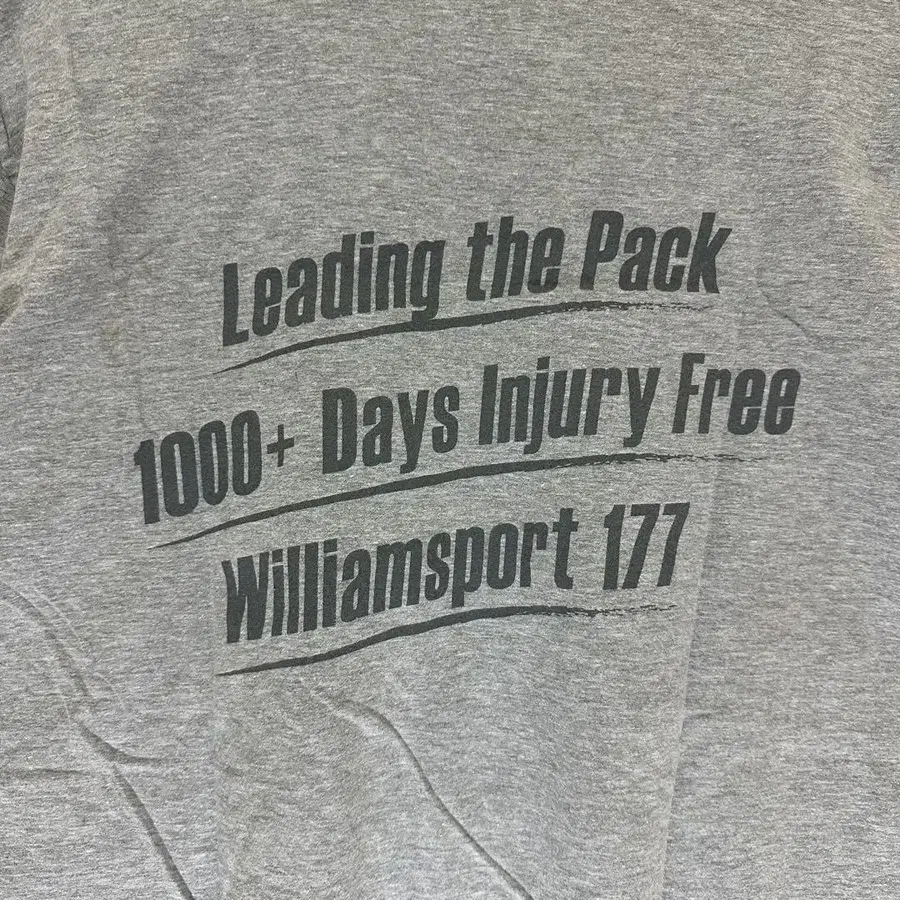 Leading the Pack
1000+ Days Injury Free
Williamsport 177